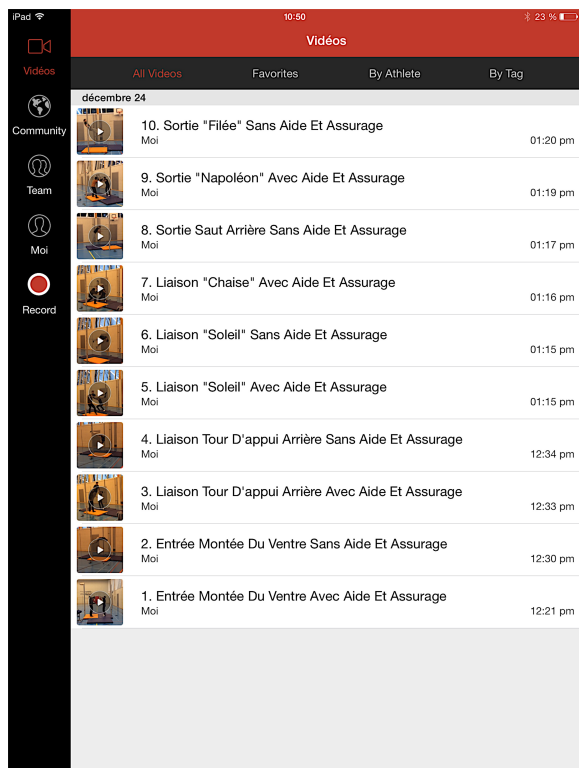 iPad 10:50 23 %
Vidéos
Vidéos
Community
Team
Moi
Record
All Videos Favorites By Athlete By Tag
décembre 24
10. Sortie "Filée" Sans Aide Et Assurage
Moi 01:20 pm
9. Sortie "Napoléon" Avec Aide Et Assurage
Moi 01:19 pm
8. Sortie Saut Arrière Sans Aide Et Assurage
Moi 01:17 pm
7. Liaison "Chaise" Avec Aide Et Assurage
Moi 01:16 pm
6. Liaison "Soleil" Sans Aide Et Assurage
Moi 01:15 pm
5. Liaison "Soleil" Avec Aide Et Assurage
Moi 01:15 pm
4. Liaison Tour D'appui Arrière Sans Aide Et Assurage
Moi 12:34 pm
3. Liaison Tour D'appui Arrière Avec Aide Et Assurage
Moi 12:33 pm
2. Entrée Montée Du Ventre Sans Aide Et Assurage
Moi 12:30 pm
1. Entrée Montée Du Ventre Avec Aide Et Assurage
Moi 12:21 pm